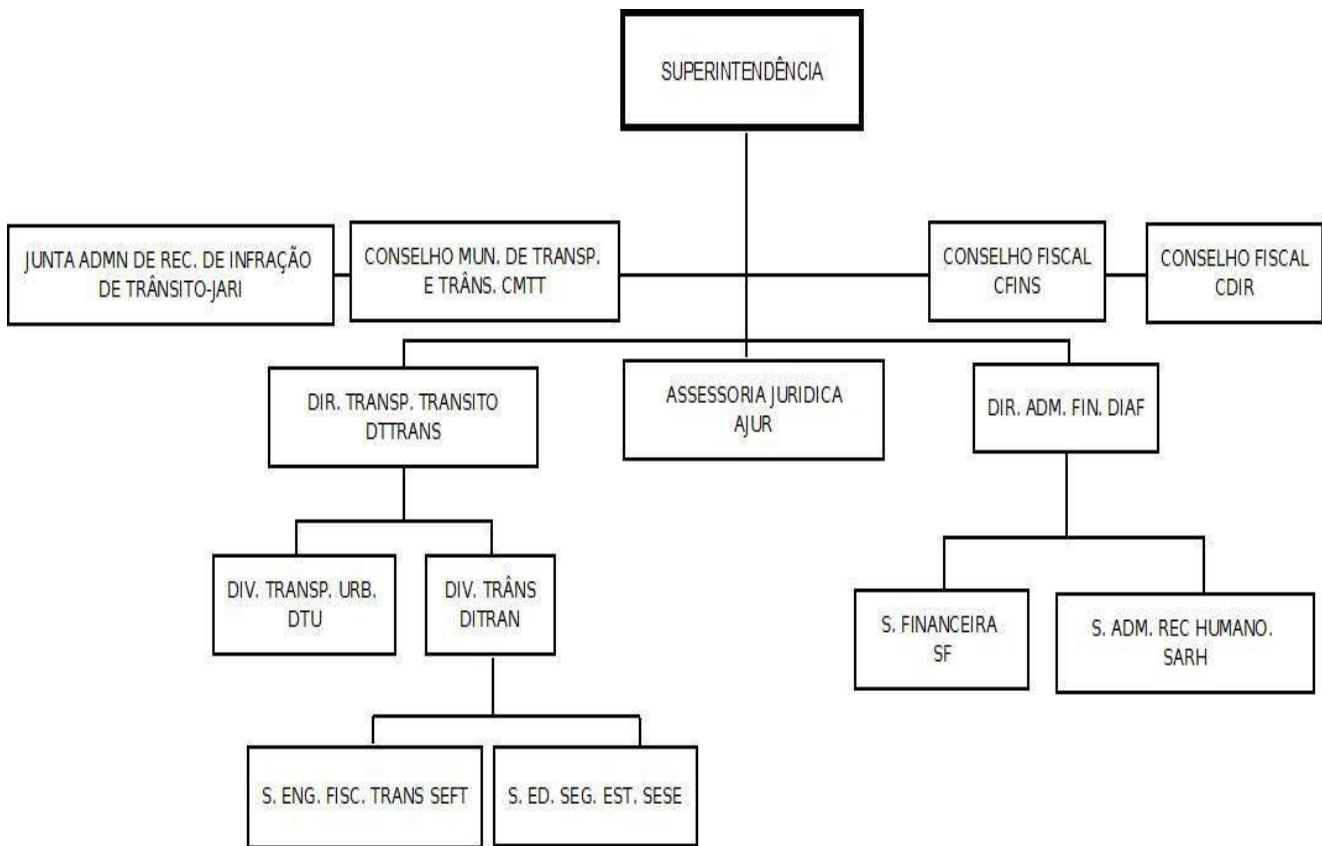 SUPERINTENDÊNCIA
JUNTA ADMN DE REC. DE INFRAÇÃO
DE TRÂNSITO-JARI
CONSELHO MUN. DE TRANSP.
E TRÂNS. CMTT
CONSELHO FISCAL
CFINS
CONSELHO FISCAL
CDIR
DIR. TRANSP. TRANSITO
DTTRANS
ASSESSORIA JURIDICA
AJUR
DIR. ADM. FIN. DIAF
DIV. TRANSP. URB.
DTU
DIV. TRÂNS
DITRAN
S. FINANCEIRA
SF
S. ADM. REC HUMANO.
SARH
S. ENG. FISC. TRANS SEFT
S. ED. SEG. EST. SESE